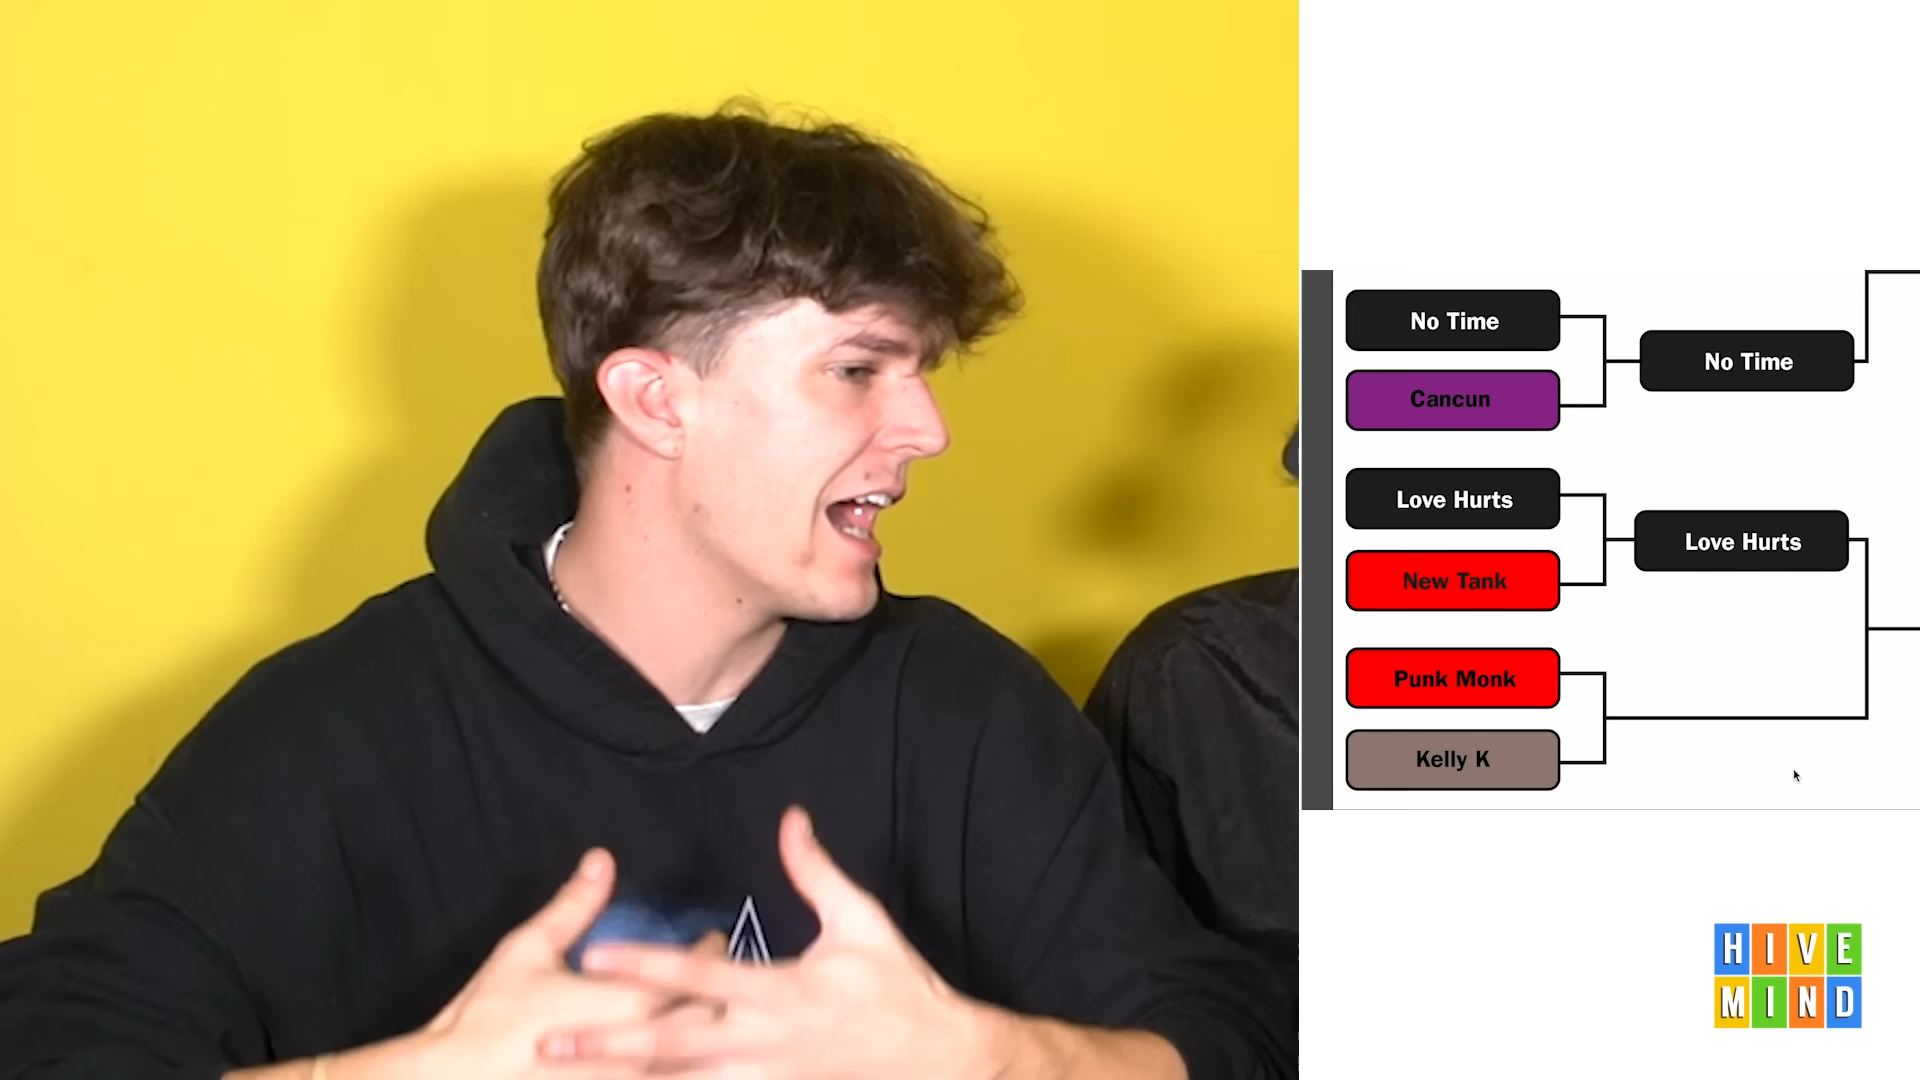 No Time
No Time
Cancun
Love Hurts
Love Hurts
New Tank
Punk Monk
Kelly K
HIVE
MIND